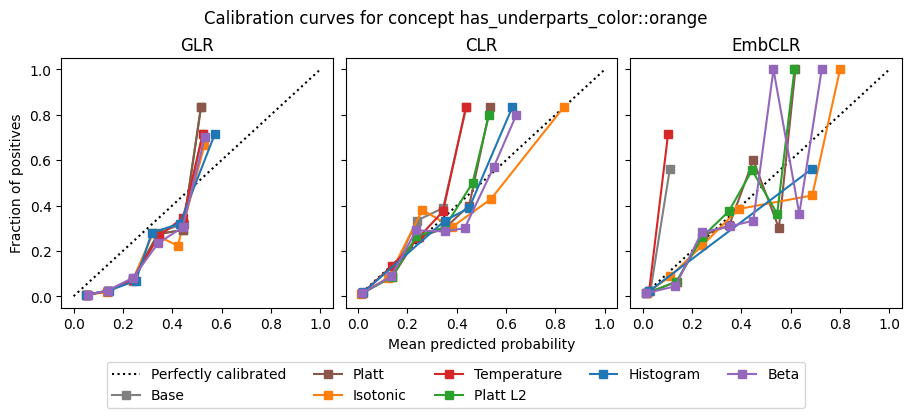 Calibration curves for concept has_underparts_color::orange
GLR
CLR
EmbCLR
Fraction of positives
1.0
0.8
0.6
0.4
0.2
0.0
0.0 0.2 0.4 0.6 0.8 1.0
0.0 0.2 0.4 0.6 0.8 1.0
0.0 0.2 0.4 0.6 0.8 1.0
Mean predicted probability
Perfectly calibrated Platt Temperature Histogram Beta
Base Isotonic Platt L2